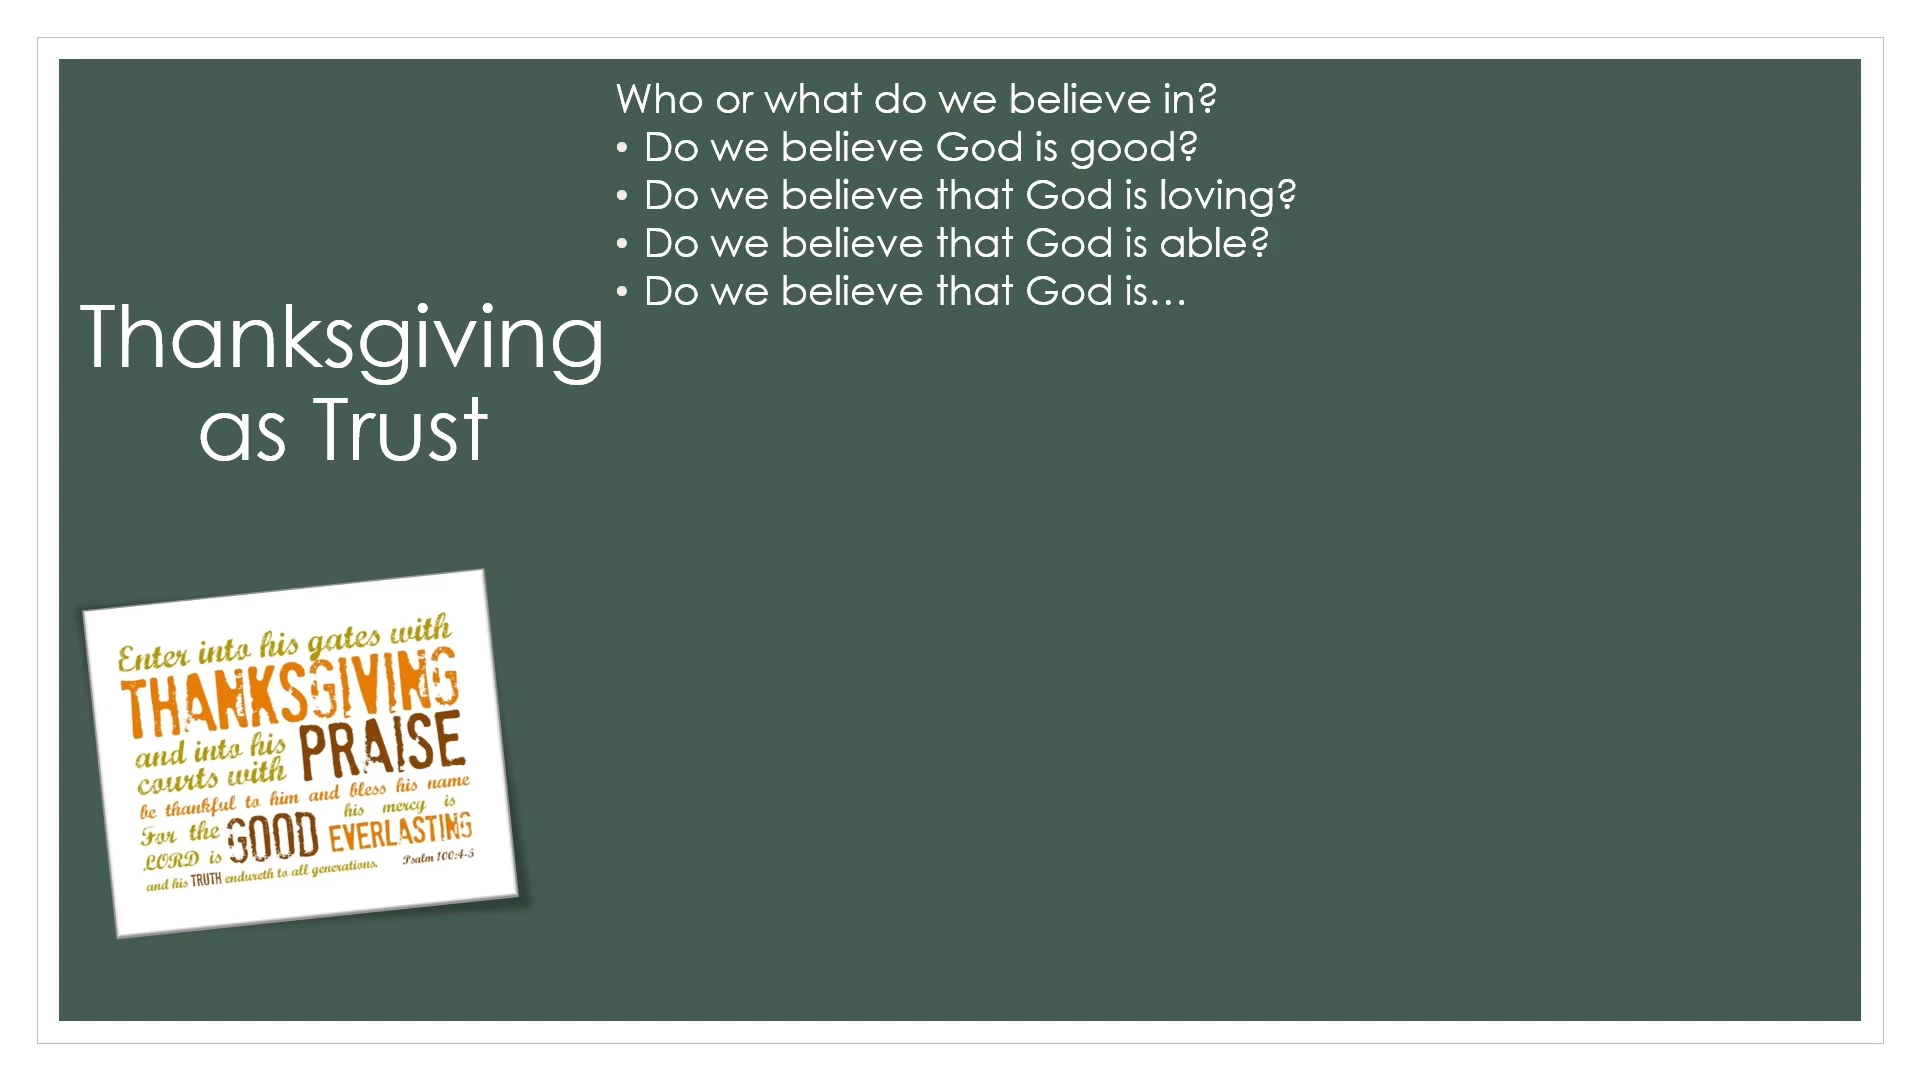 Thanksgiving
as Trust
Who or what do we believe in?
• Do we believe God is good?
• Do we believe that God is loving?
• Do we believe that God is able?
• Do we believe that God is…
Enter into his gates with
THANKSGIVING
and into his
courts with PRAISE
be thankful to him and bless his name
For the LORD is GOOD
his mercy is
EVERLASTING
and his TRUTH endureth to all generations.
Psalm 100:4-5